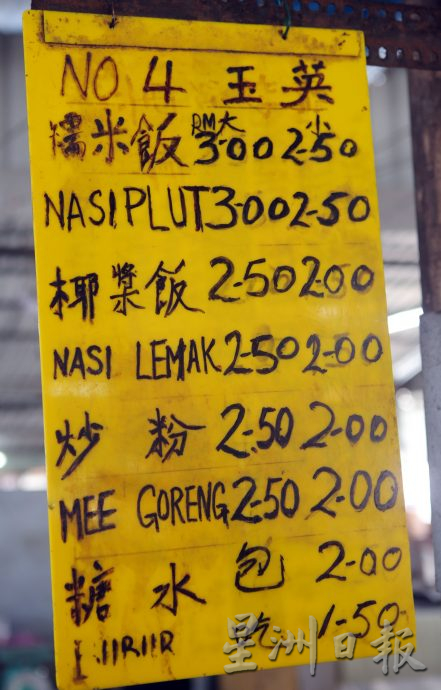 NO 4 玉英
糯米飯 RM大 3-00 小 2-50
NASI PLUT 3-00 2-50
椰漿飯 2-50 2-00
NASI LEMAK 2-50 2-00
炒粉 2-50 2-00
MEE GORENG 2-50 2-00
糖水 包 2-00
1-50
星洲日報